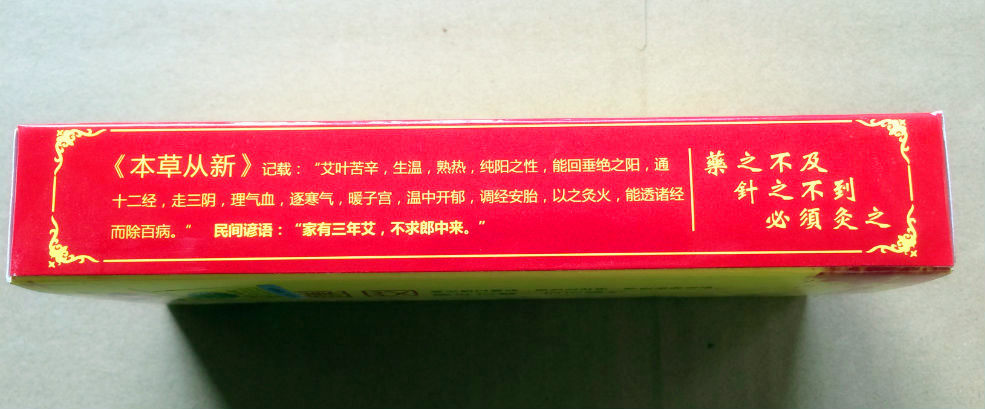 《本草从新》记载：“艾叶苦辛，生温，熟热，纯阳之性，能回垂绝之阳，通
十二经，走三阴，理气血，逐寒气，暖子宫，温中开郁，调经安胎，以之灸火，能透诸经
而除百病。” 民间谚语：“家有三年艾，不求郎中来。”
藥之不及
針之不到
必須灸之